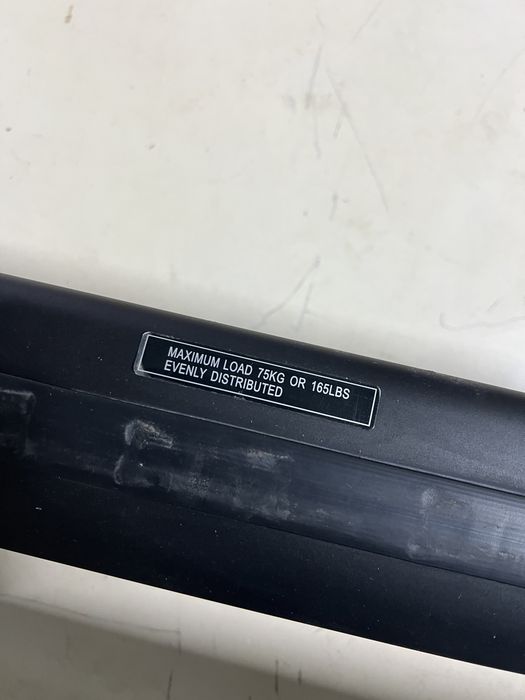 MAXIMUM LOAD 75KG OR 165LBS
EVENLY DISTRIBUTED